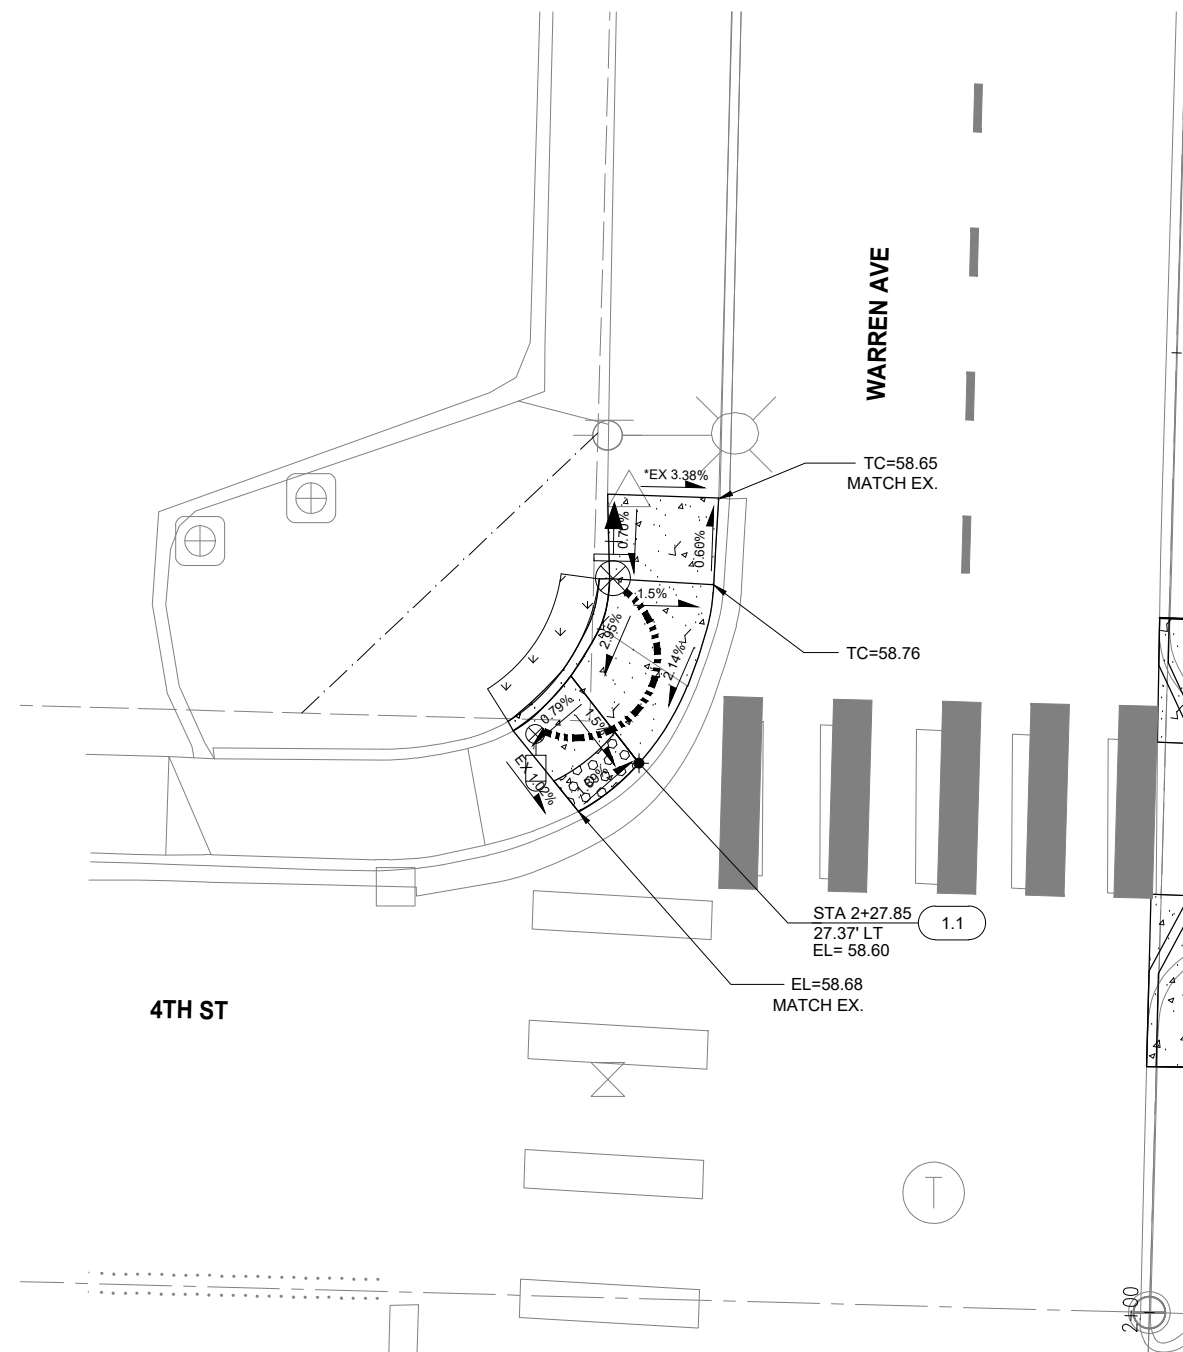 WARREN AVE
TC=58.65
MATCH EX.
*EX 3.38%
0.70%
0.60%
1.5%
TC=58.76
2.95%
2.14%
0.79%
1.5%
EX 1.02%
1.89%
STA 2+27.85
27.37' LT
EL= 58.60
1.1
EL=58.68
MATCH EX.
4TH ST
T
2+00